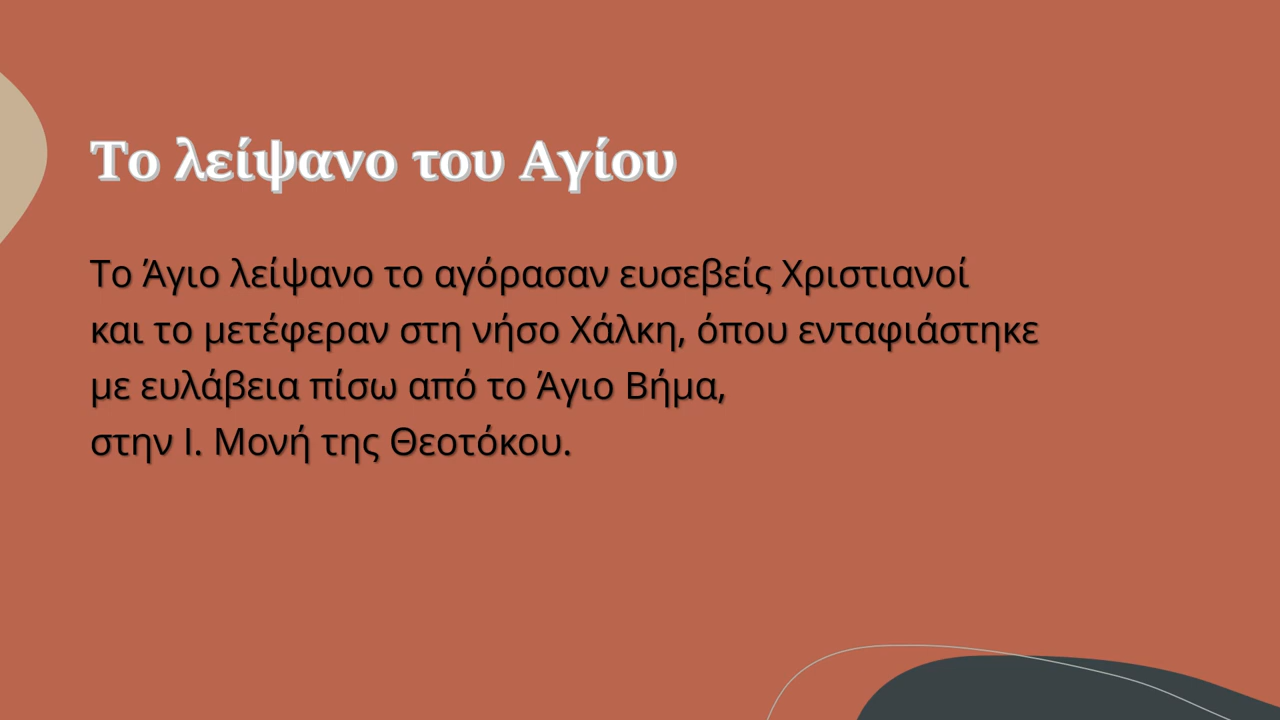 Το λείψανο του Αγίου
Το Άγιο λείψανο το αγόρασαν ευσεβείς Χριστιανοί
και το μετέφεραν στη νήσο Χάλκη, όπου ενταφιάστηκε
με ευλάβεια πίσω από το Άγιο Βήμα,
στην Ι. Μονή της Θεοτόκου.